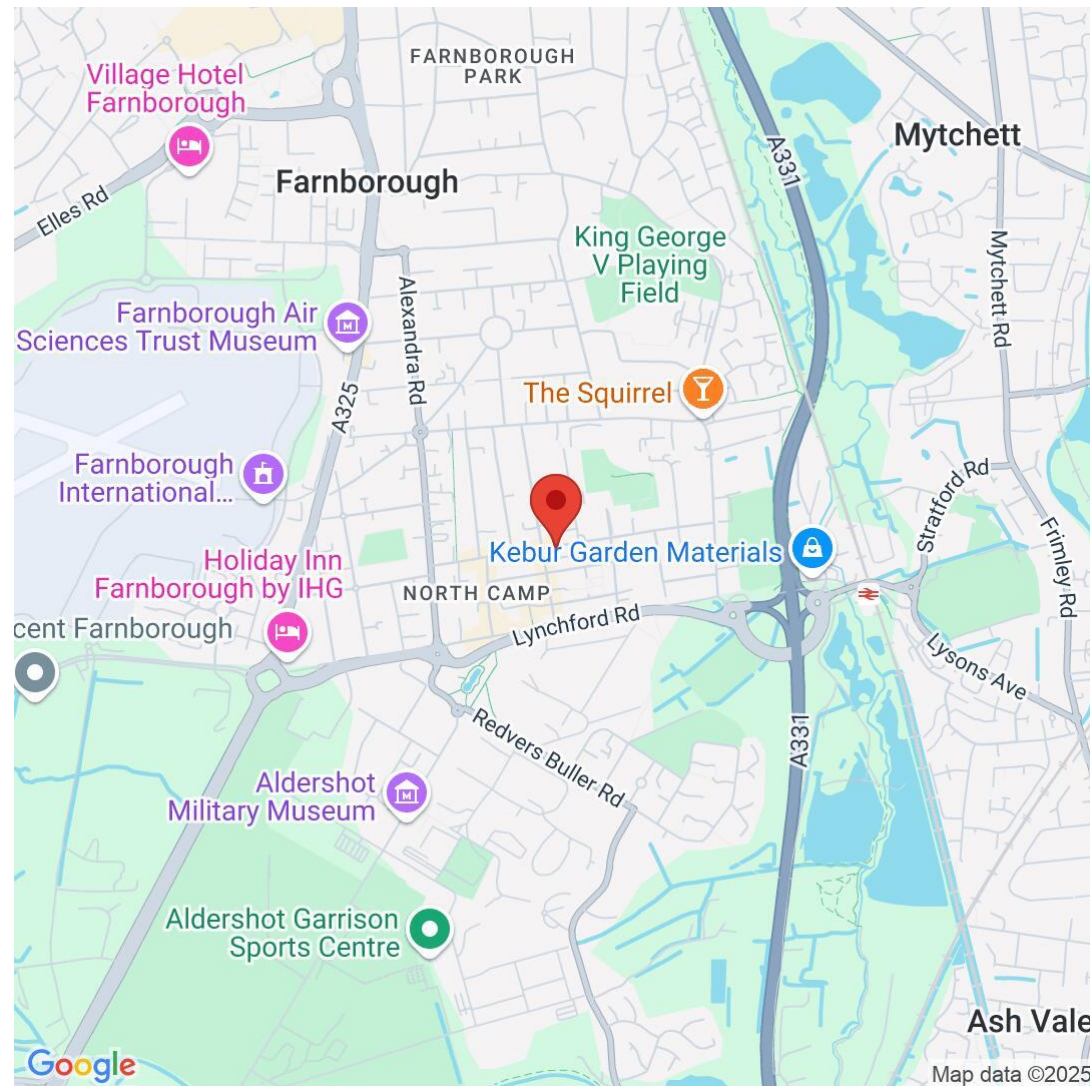 FARNBOROUGH
PARK
Village Hotel
Farnborough
Mytchett
A331
Farnborough
Elles Rd
King George
V Playing
Field
Mytchett Rd
Alexandra Rd
Farnborough Air
Sciences Trust Museum
The Squirrel
A325
Farnborough
International...
Stratford Rd
Frimley Rd
Kebur Garden Materials
Holiday Inn
Farnborough by IHG
NORTH CAMP
Lynchford Rd
cent Farnborough
Lysons Ave
Redvers Buller Rd
A331
Aldershot
Military Museum
Aldershot Garrison
Sports Centre
Ash Vale
Google
Map data ©2025